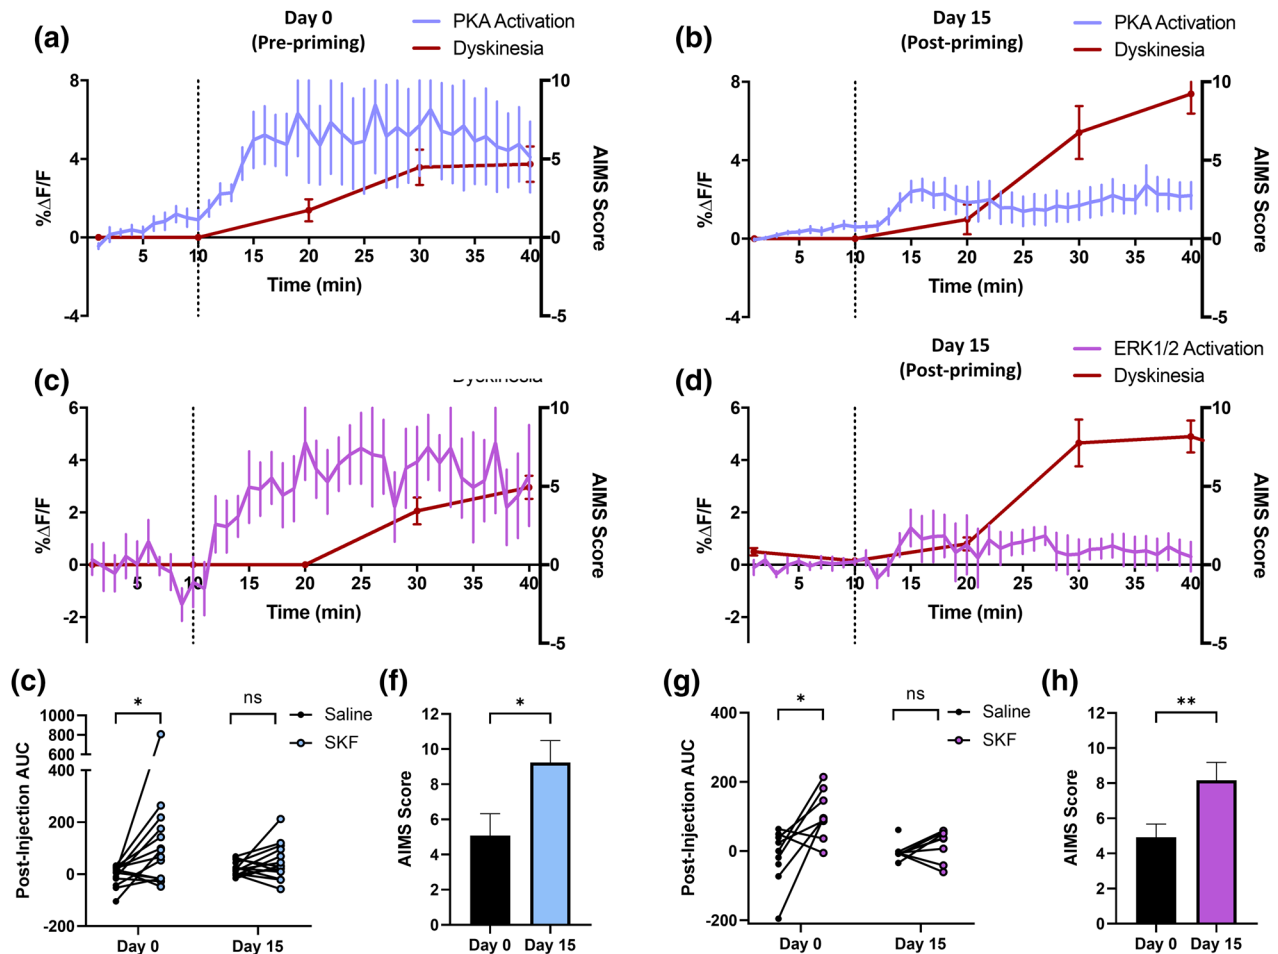 (a)
Day 0
(Pre-priming)
PKA Activation
Dyskinesia
8
4
0
-4
%ΔF/F
5
10
15
20
25
30
35
40
Time (min)
10
5
0
-5
AIMS Score
(b)
Day 15
(Post-priming)
PKA Activation
Dyskinesia
8
4
0
-4
%ΔF/F
5
10
15
20
25
30
35
40
Time (min)
10
5
0
-5
AIMS Score
(c)
Dyskinesia
6
4
2
0
-2
%ΔF/F
5
10
15
20
25
30
35
40
Time (min)
10
5
0
-5
AIMS Score
(d)
Day 15
(Post-priming)
ERK1/2 Activation
Dyskinesia
6
4
2
0
-2
%ΔF/F
5
10
15
20
25
30
35
40
Time (min)
10
5
0
-5
AIMS Score
(c)
*
ns
Saline
SKF
1000
800
600
400
200
0
-200
Post-Injection AUC
Day 0
Day 15
(f)
*
12
10
8
6
4
2
0
AIMS Score
Day 0
Day 15
(g)
*
ns
Saline
SKF
400
200
0
-200
Post-Injection AUC
Day 0
Day 15
(h)
**
12
10
8
6
4
2
0
AIMS Score
Day 0
Day 15